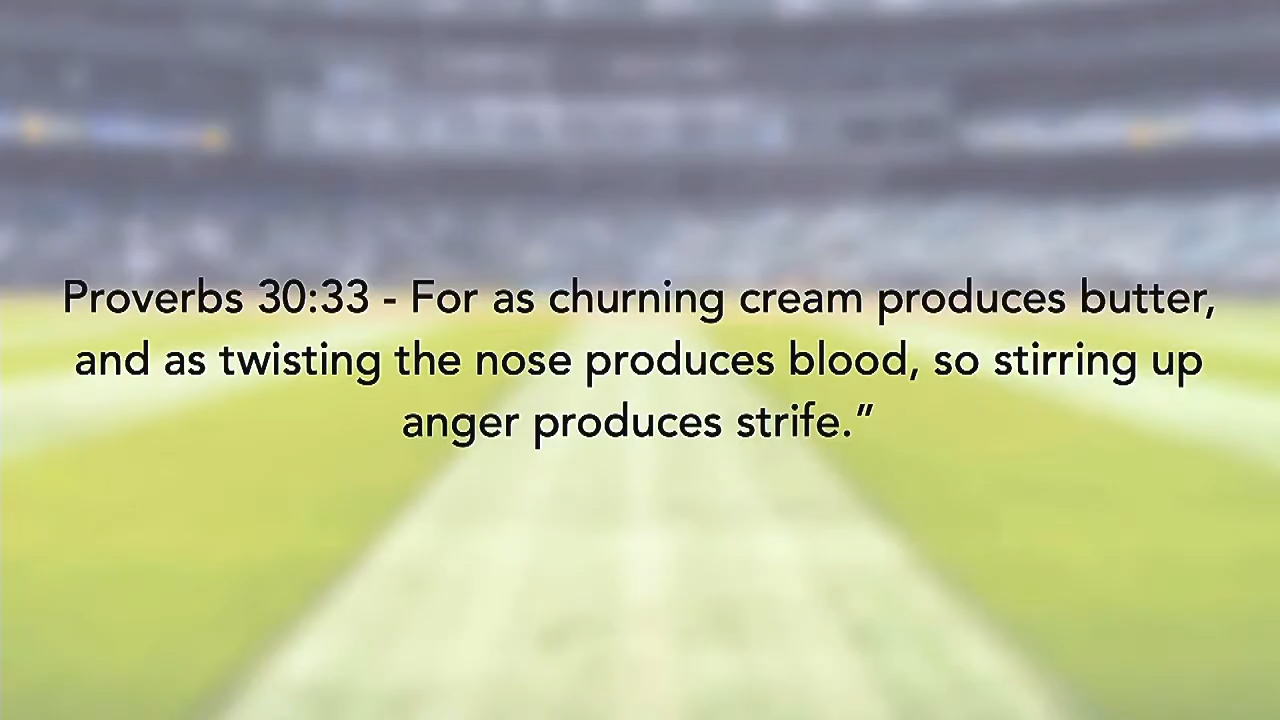 Proverbs 30:33 - For as churning cream produces butter,
and as twisting the nose produces blood, so stirring up
anger produces strife.”